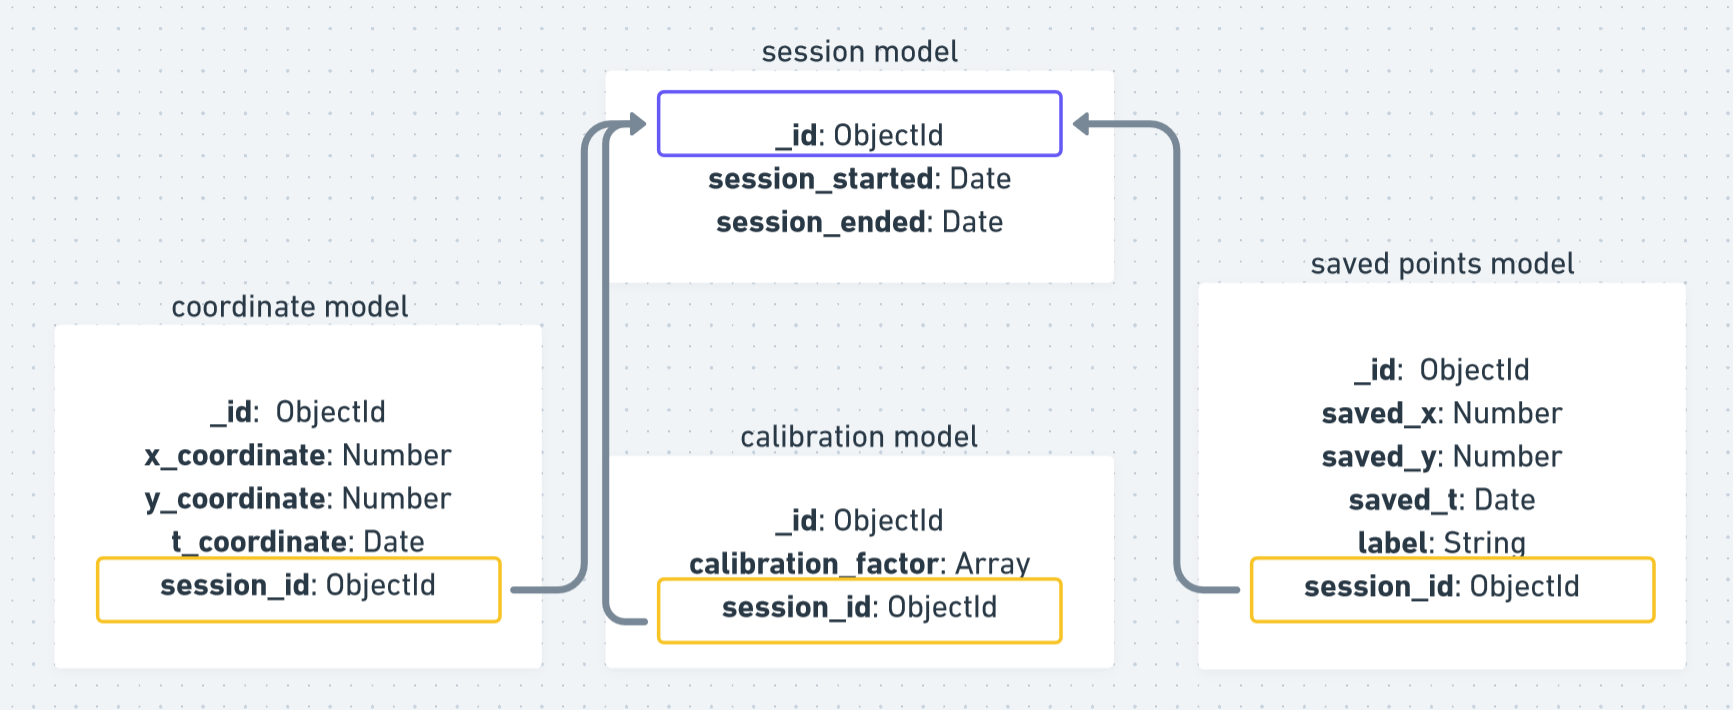 session model
_id: ObjectId
session_started: Date
session_ended: Date
coordinate model
_id:  ObjectId
x_coordinate: Number
y_coordinate: Number
t_coordinate: Date
session_id: ObjectId
calibration model
_id: ObjectId
calibration_factor: Array
session_id: ObjectId
saved points model
_id:  ObjectId
saved_x: Number
saved_y: Number
saved_t: Date
label: String
session_id: ObjectId